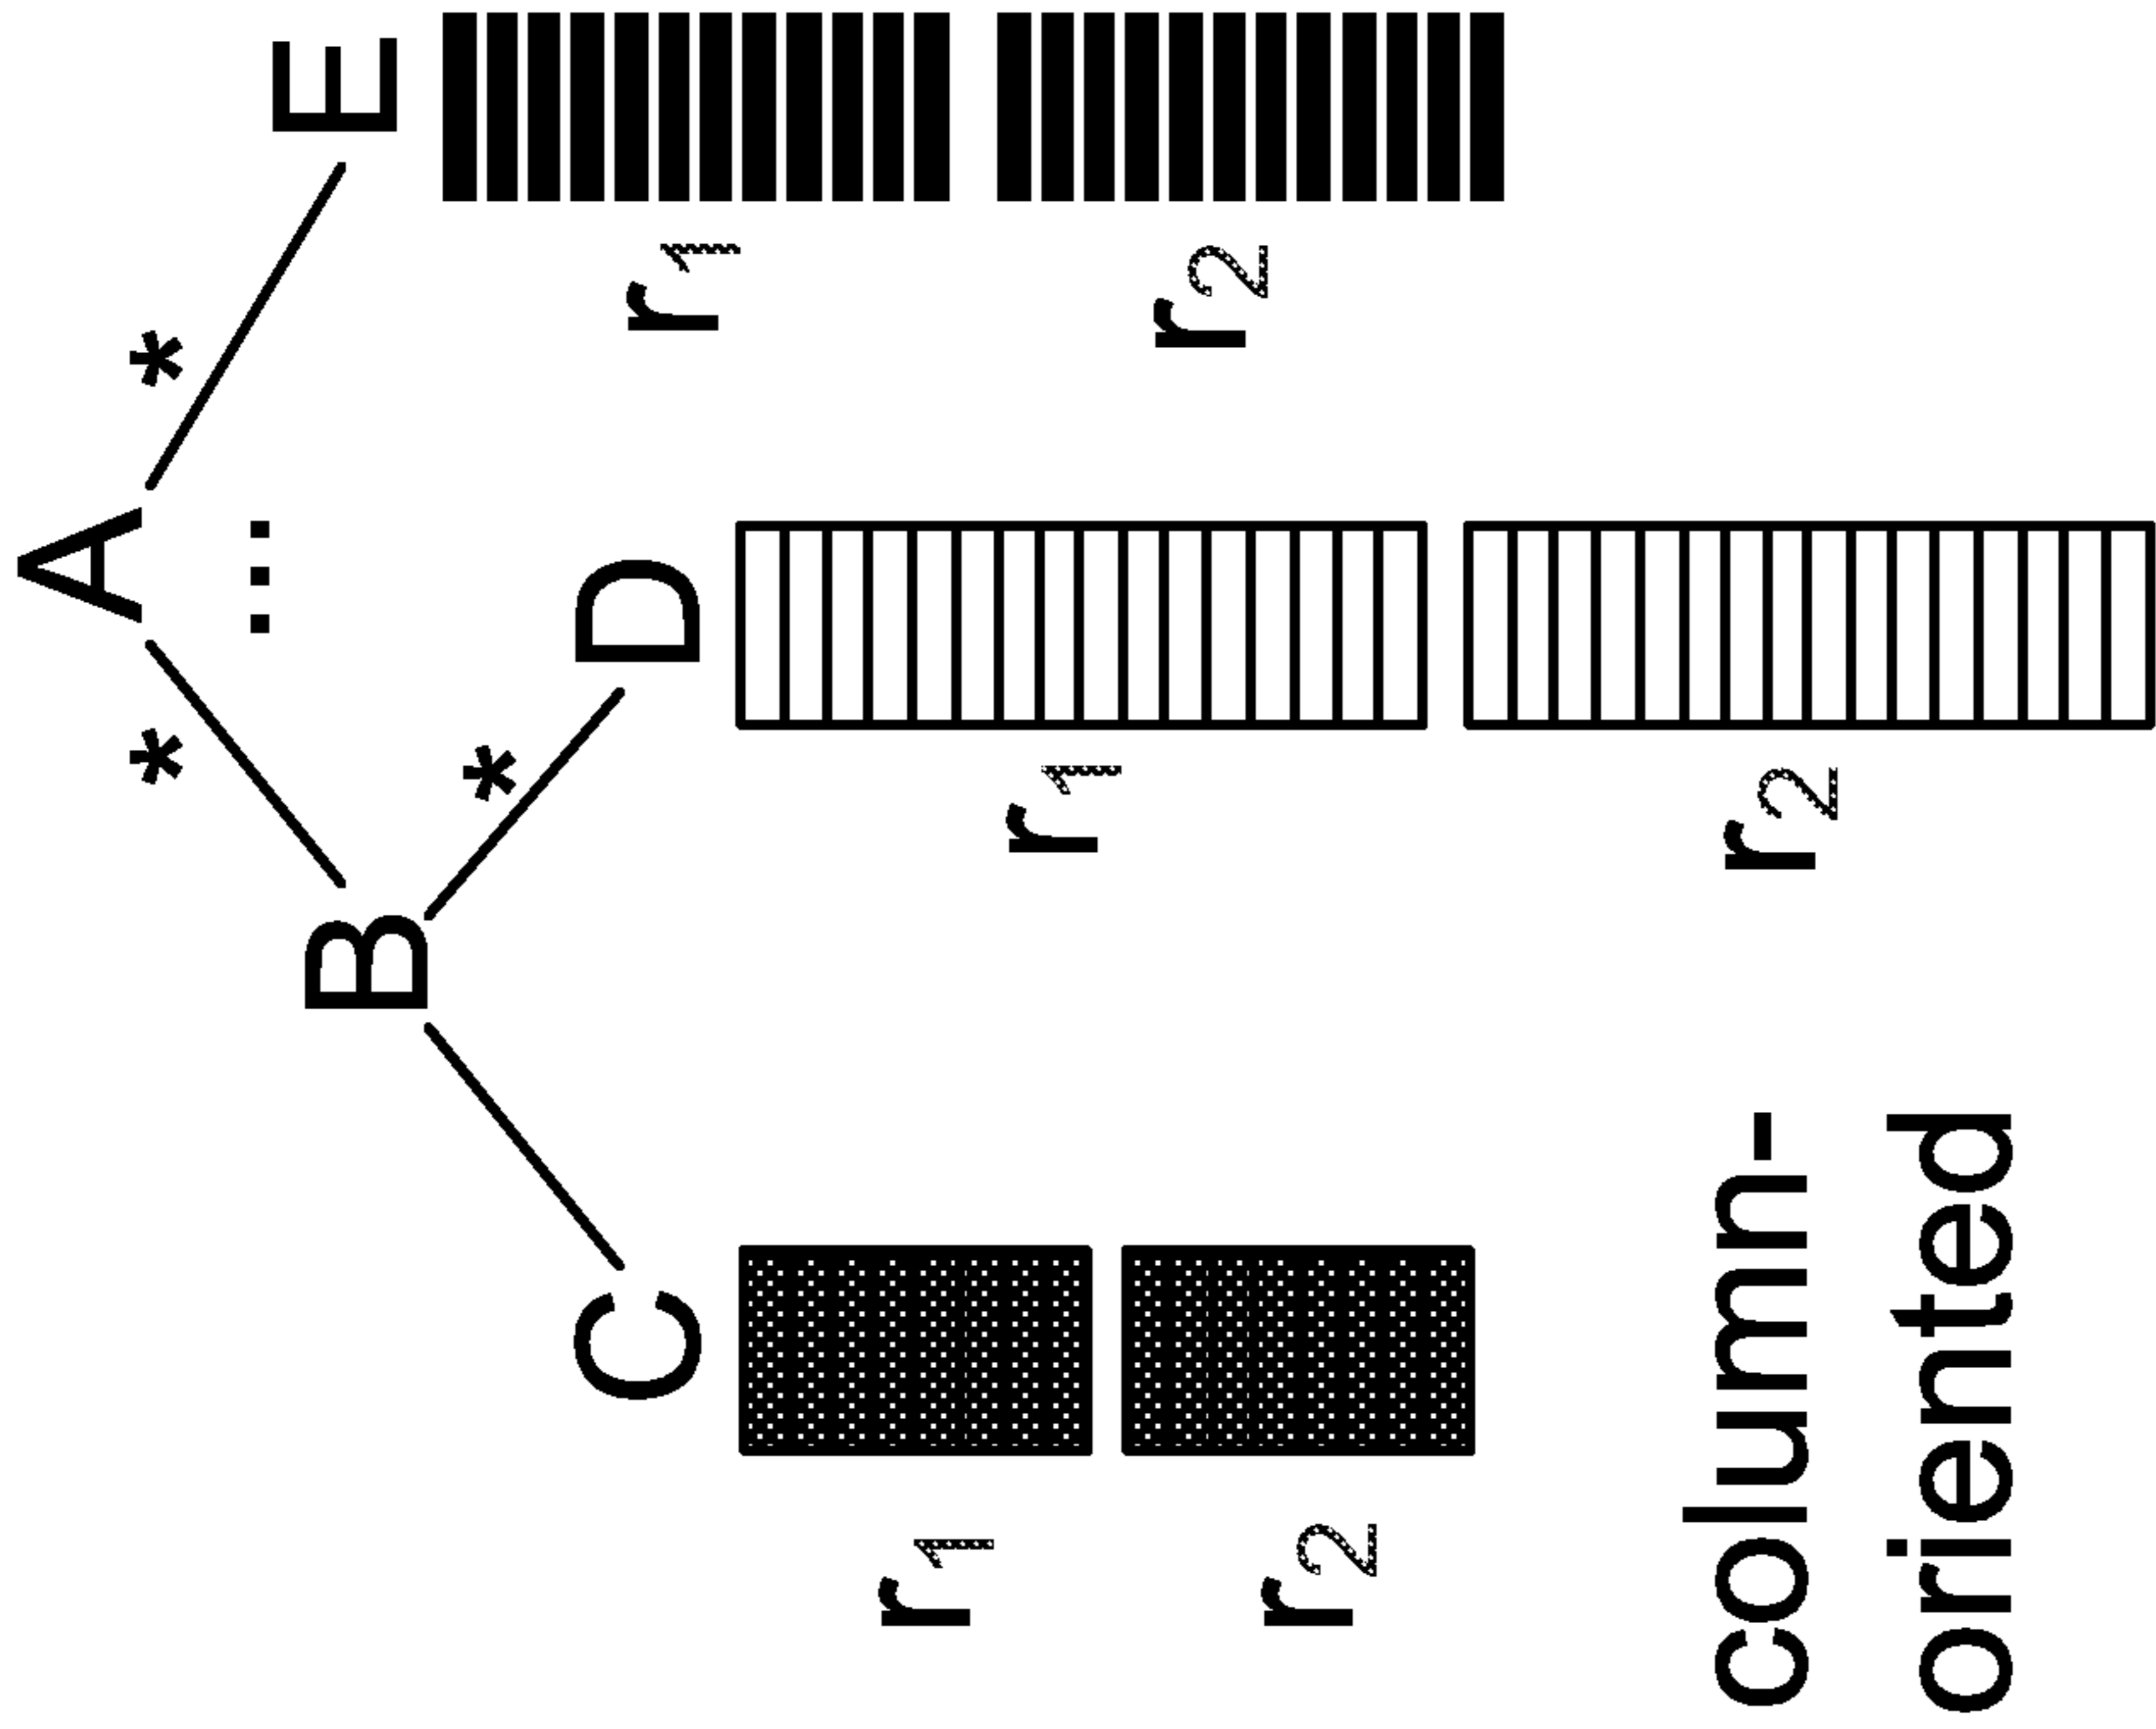 A
* *
...
B E
*
C D
r1
r1
r1
r2
r2
column- r2
oriented